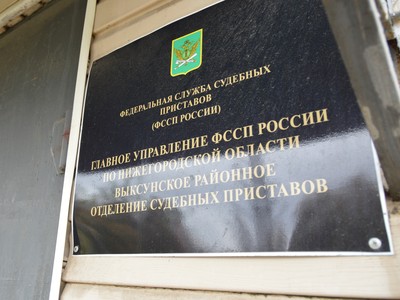 ФЕДЕРАЛЬНАЯ СЛУЖБА СУДЕБНЫХ
ПРИСТАВОВ
(ФССП РОССИИ)
ГЛАВНОЕ УПРАВЛЕНИЕ ФССП РОССИИ
ПО НИЖЕГОРОДСКОЙ ОБЛАСТИ
ВЫКСУНСКОЕ РАЙОННОЕ
ОТДЕЛЕНИЕ СУДЕБНЫХ ПРИСТАВОВ